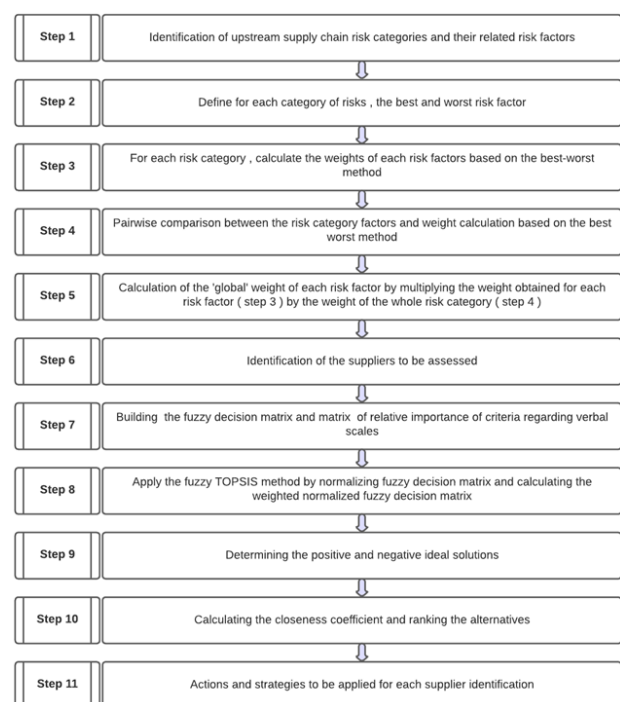 Step 1
Identification of upstream supply chain risk categories and their related risk factors
Step 2
Define for each category of risks , the best and worst risk factor
Step 3
For each risk category , calculate the weights of each risk factors based on the best-worst
method
Step 4
Pairwise comparison between the risk category factors and weight calculation based on the best
worst method
Step 5
Calculation of the 'global' weight of each risk factor by multiplying the weight obtained for each
risk factor ( step 3 ) by the weight of the whole risk category ( step 4 )
Step 6
Identification of the suppliers to be assessed
Step 7
Building the fuzzy decision matrix and matrix of relative importance of criteria regarding verbal
scales
Step 8
Apply the fuzzy TOPSIS method by normalizing fuzzy decision matrix and calculating the
weighted normalized fuzzy decision matrix
Step 9
Determining the positive and negative ideal solutions
Step 10
Calculating the closeness coefficient and ranking the alternatives
Step 11
Actions and strategies to be applied for each supplier identification